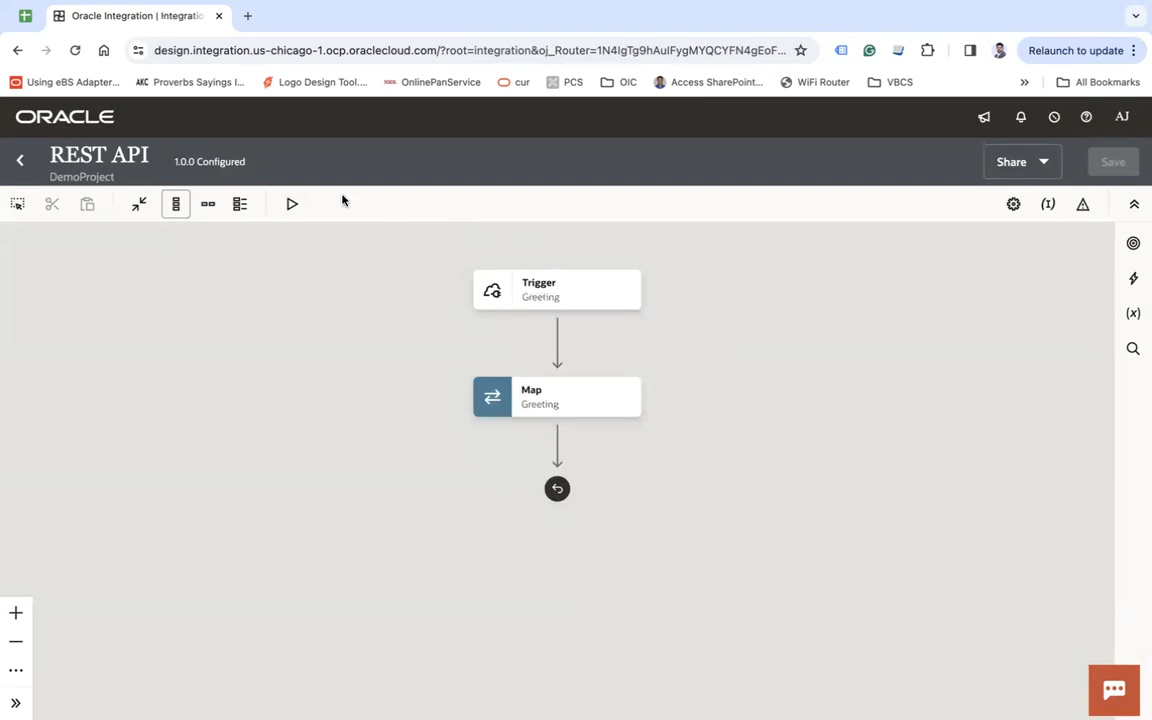 Oracle Integration | Integratio
design.integration.us-chicago-1.ocp.oraclecloud.com/?root=integration&oj_Router=1N4IgTg9hAuIFygMYQCYFN4gEoF...
Relaunch to update
Using eBS Adapter...
AKC Proverbs Sayings I...
Logo Design Tool....
OnlinePanService
cur
PCS
OIC
Access SharePoint...
WiFi Router
VBCS
All Bookmarks
ORACLE
AJ
REST API
1.0.0 Configured
DemoProject
Share
Save
(I)
(x)
Trigger
Greeting
Map
Greeting